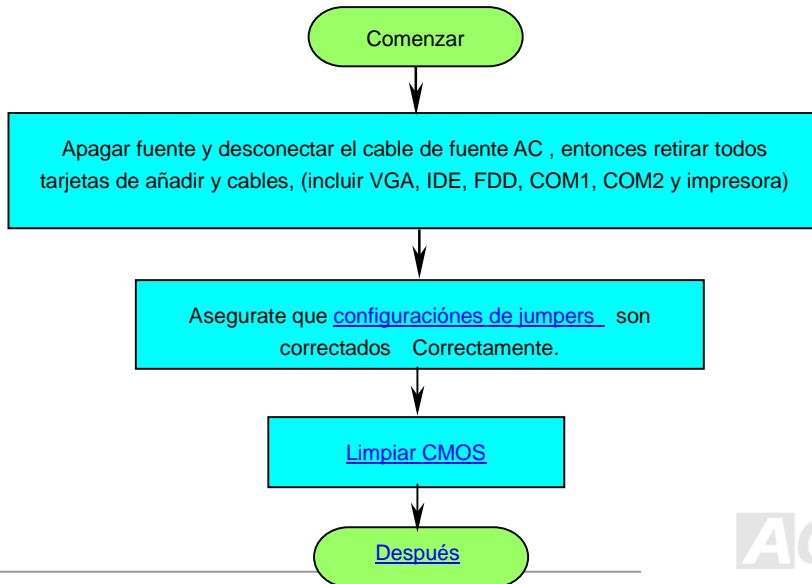 Comenzar
Apagar fuente y desconectar el cable de fuente AC , entonces retirar todos
tarjetas de añadir y cables, (incluir VGA, IDE, FDD, COM1, COM2 y impresora)
Asegurate que configuraciónes de jumpers  son
correctados   Correctamente.
Limpiar CMOS
Después